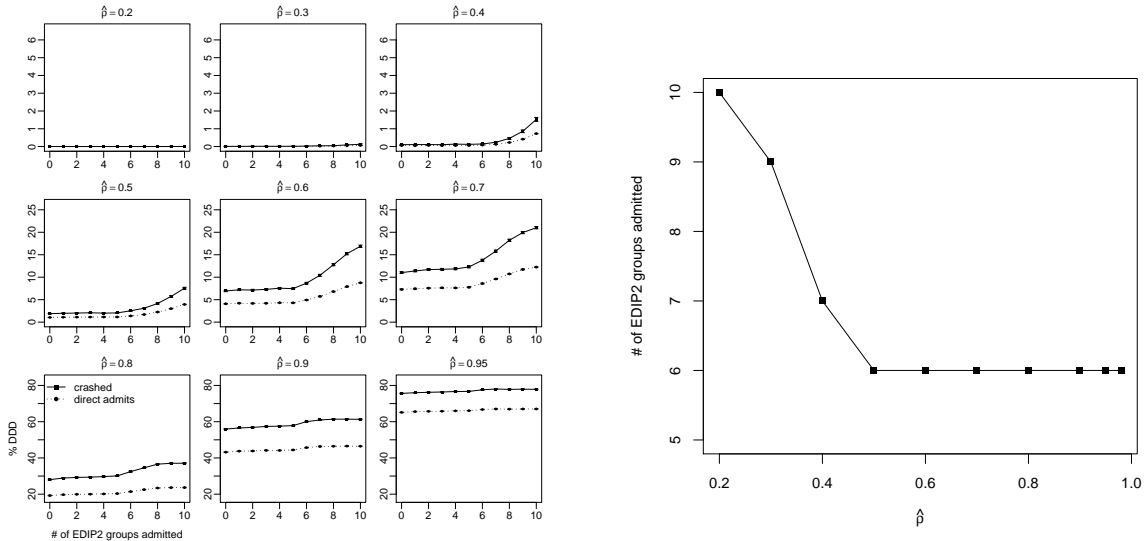 ρ̂ = 0.2
ρ̂ = 0.3
ρ̂ = 0.4
0 1 2 3 4 5 6
0 1 2 3 4 5 6
0 1 2 3 4 5 6
0 2 4 6 8 10
0 2 4 6 8 10
0 2 4 6 8 10
ρ̂ = 0.5
ρ̂ = 0.6
ρ̂ = 0.7
0 5 10 15 20 25
0 5 10 15 20 25
0 5 10 15 20 25
0 2 4 6 8 10
0 2 4 6 8 10
0 2 4 6 8 10
ρ̂ = 0.8
ρ̂ = 0.9
ρ̂ = 0.95
crashed
direct admits
% DDD
20 40 60 80
20 40 60 80
20 40 60 80
0 2 4 6 8 10
0 2 4 6 8 10
0 2 4 6 8 10
# of EDIP2 groups admitted
# of EDIP2 groups admitted
5 6 7 8 9 10
0.2 0.4 0.6 0.8 1.0
ρ̂